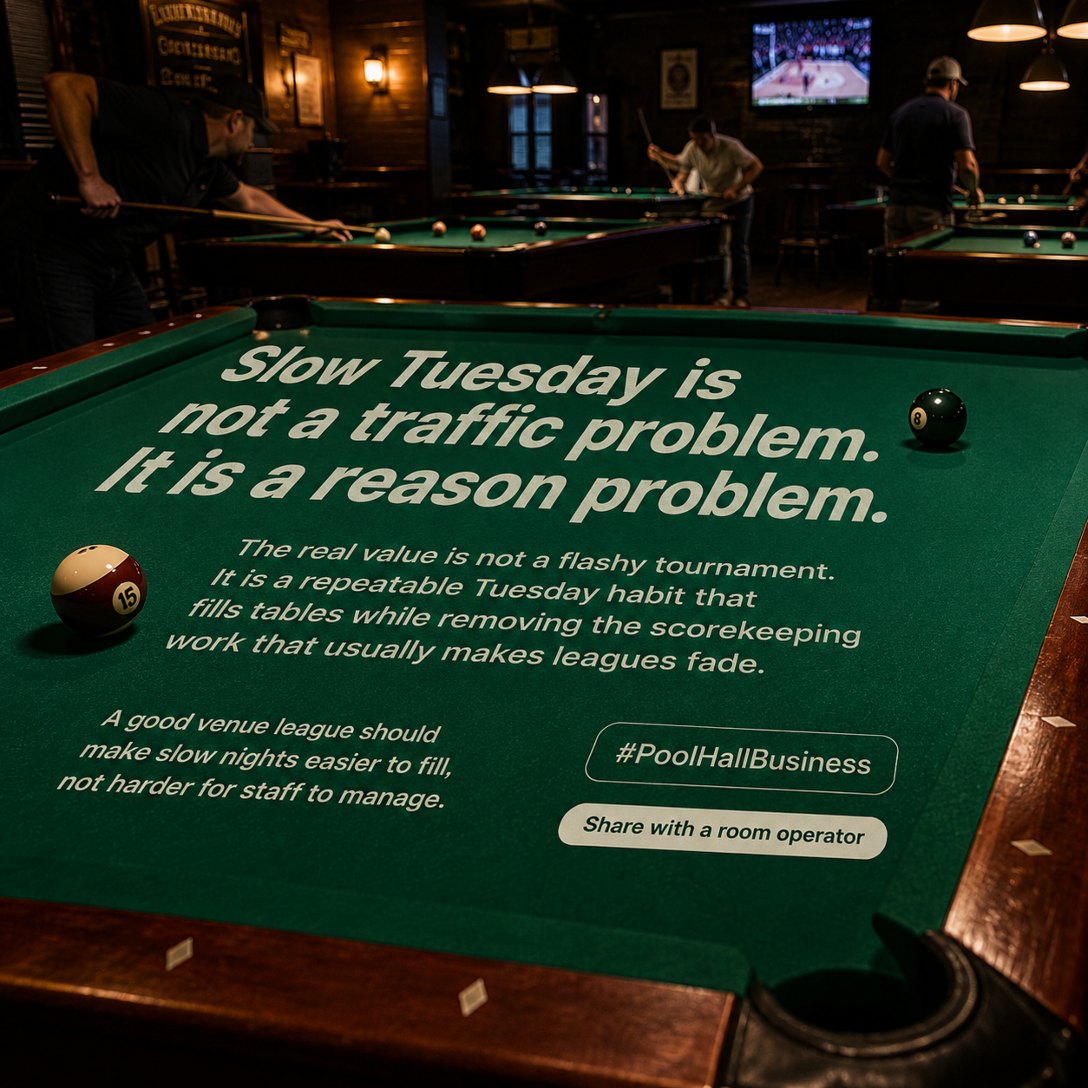 Slow Tuesday is
not a traffic problem.
It is a reason problem.
8
The real value is not a flashy tournament.
It is a repeatable Tuesday habit that
fills tables while removing the scorekeeping
work that usually makes leagues fade.
15
A good venue league should
make slow nights easier to fill,
not harder for staff to manage.
#PoolHallBusiness
Share with a room operator